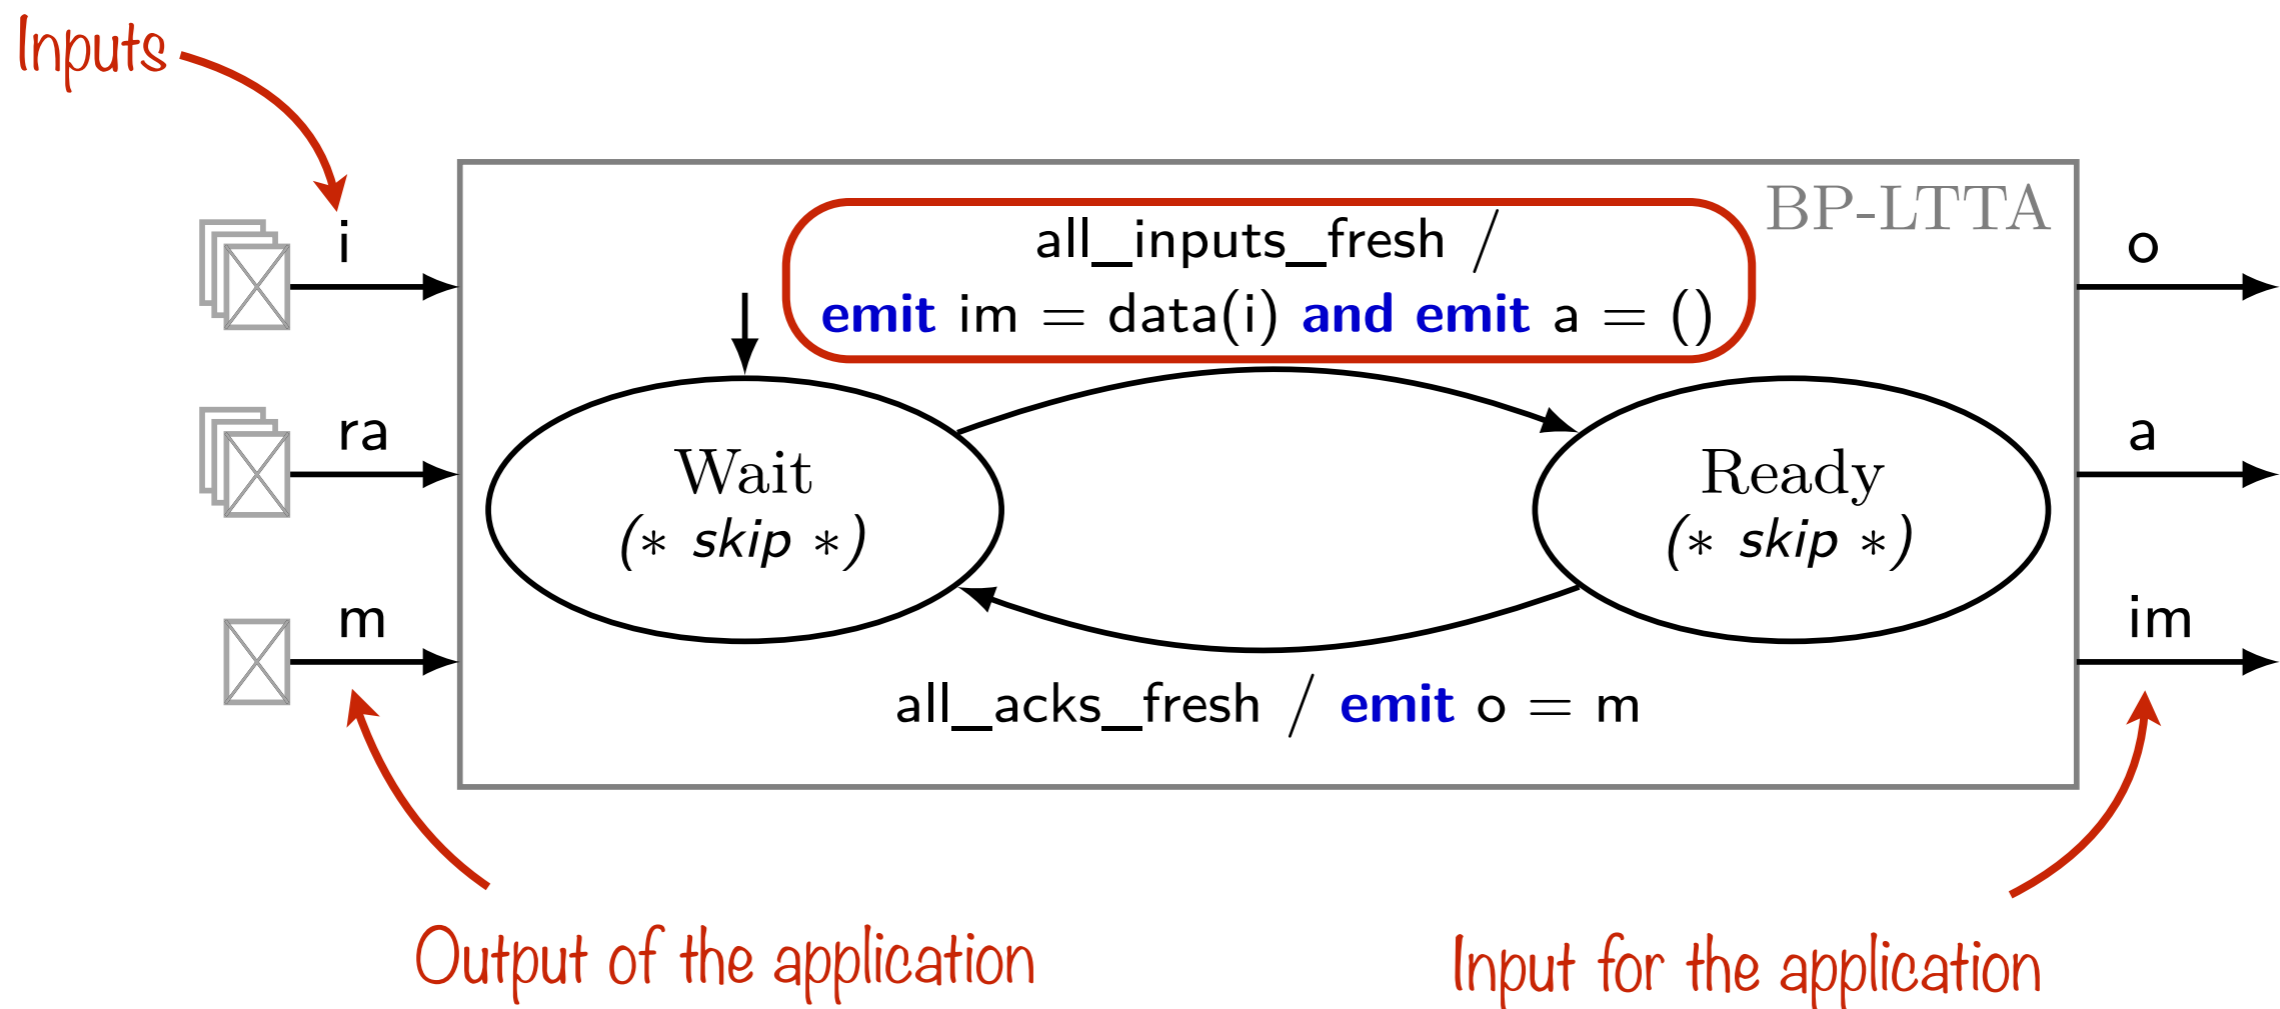 Inputs
BP-LTTA
i
all_inputs_fresh /
o
emit im = data(i) and emit a = ()
ra
Wait
Ready
a
(* skip *)
(* skip *)
m
im
all_acks_fresh / emit o = m
Output of the application
Input for the application